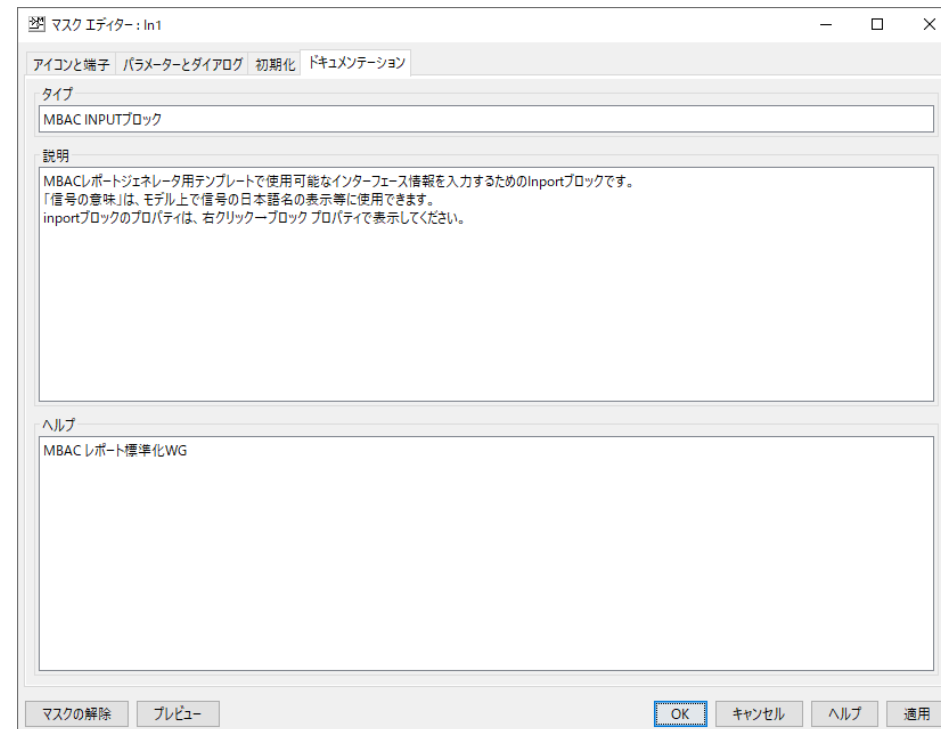 マスク エディター : In1
アイコンと端子 パラメーターとダイアログ 初期化 ドキュメンテーション
タイプ
MBAC INPUTブロック
説明
MBACレポートジェネレータ用テンプレートで使用可能なインターフェース情報を入力するためのInportブロックです。
「信号の意味」は、モデル上で信号の日本語名の表示等に使用できます。
inportブロックのプロパティは、右クリック→ブロック プロパティで表示してください。
ヘルプ
MBAC レポート標準化WG
マスクの解除 プレビュー OK キャンセル ヘルプ 適用